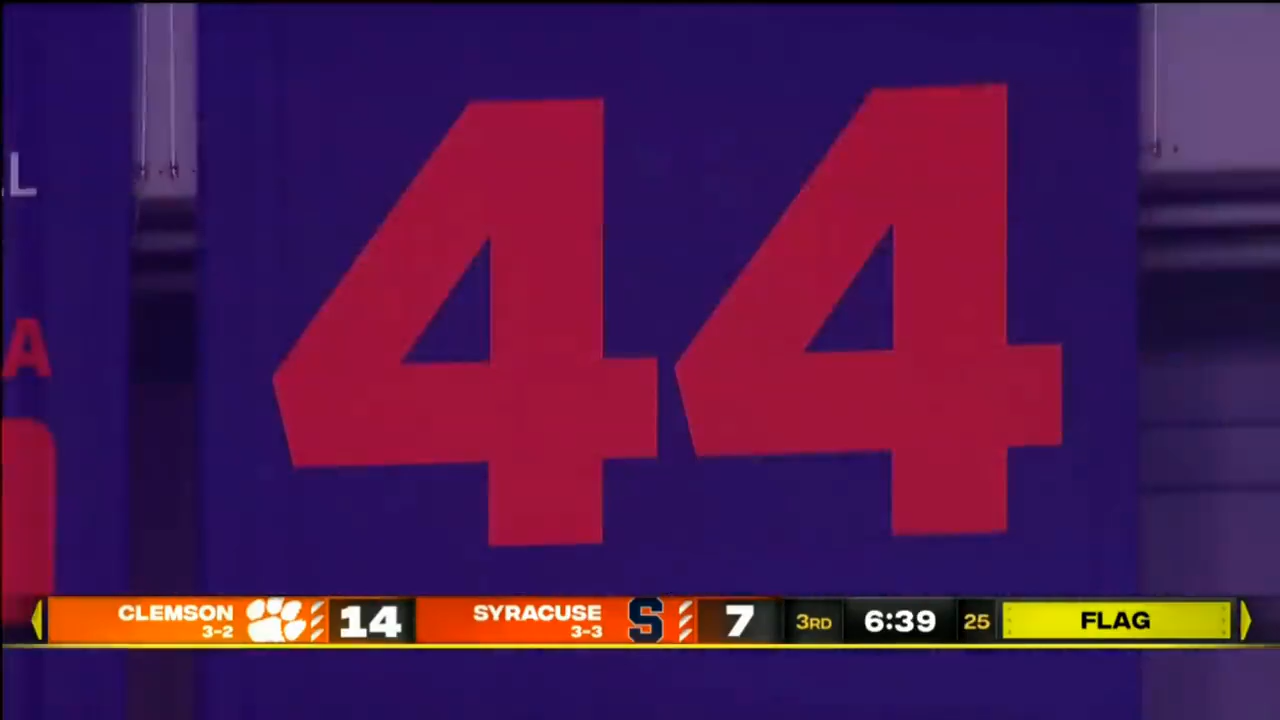 L
A
44
CLEMSON
3-2
14
SYRACUSE
3-3
S
7
3RD
6:39
25
FLAG